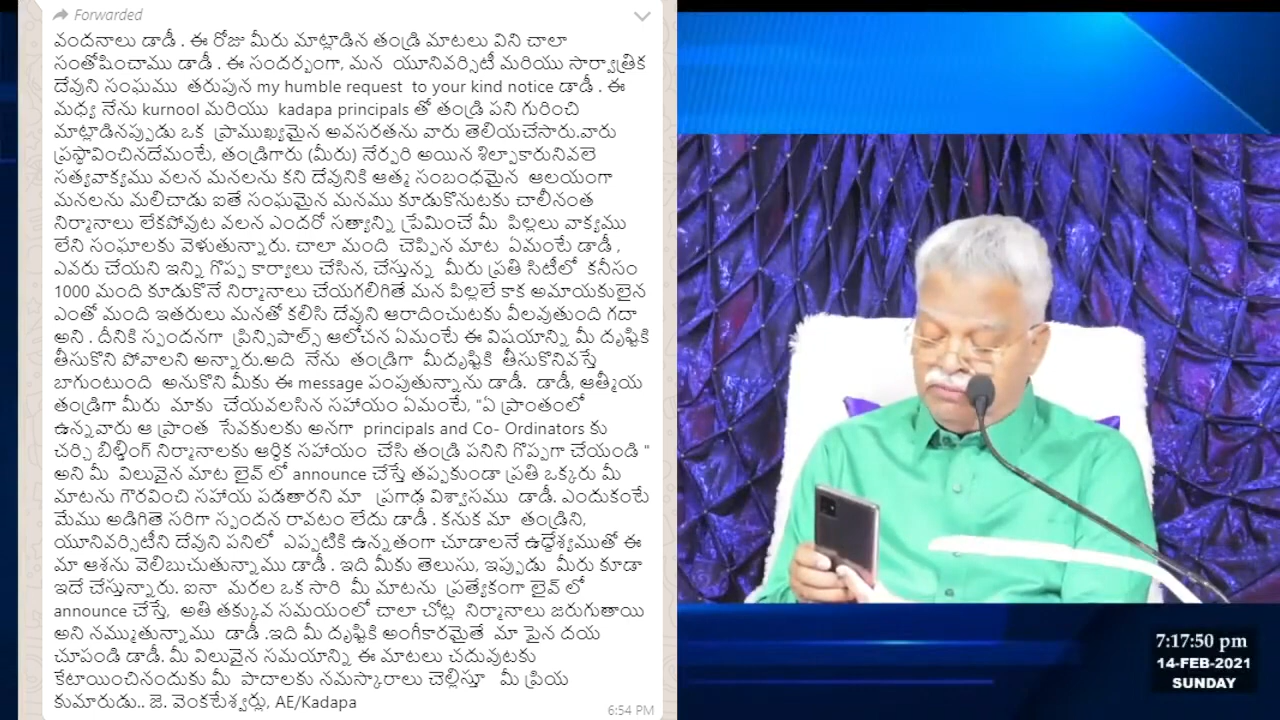 Forwarded
వందనాలు డాడీ . ఈ రోజు మీరు మాట్లాడిన తండ్రి మాటలు విని చాలా
సంతోషించాము డాడీ . ఈ సందర్భంగా, మన యూనివర్సిటీ మరియు సార్వాత్రిక
దేవుని సంఘము తరుపున my humble request to your kind notice డాడీ . ఈ
మధ్య నేను kurnool మరియు kadapa principals తో తండ్రి పని గురించి
మాట్లాడినప్పుడు ఒక ప్రాముఖ్యమైన అవసరతను వారు తెలియచేసారు.వారు
ప్రస్థావించినదేమంటే, తండ్రిగారు (మీరు) నేర్పరి అయిన శిల్పాకారునివలె
సత్యవాక్యము వలన మనలను కని దేవునికి ఆత్మ సంబంధమైన ఆలయంగా
మనలను మలిచాడు ఐతే సంఘమైన మనము కూడుకొనుటకు చాలీనంత
నిర్మానాలు లేకపోవుట వలన ఎందరో సత్యాన్ని ప్రేమించే మీ పిల్లలు వాక్యము
లేని సంఘాలకు వెళుతున్నారు. చాలా మంది చెప్పిన మాట ఏమంటే డాడీ ,
ఎవరు చేయని ఇన్ని గొప్ప కార్యాలు చేసిన, చేస్తున్న మీరు ప్రతి సిటీలో కనీసం
1000 మంది కూడుకొనే నిర్మానాలు చేయగలిగితే మన పిల్లలే కాక అమాయకులైన
ఎంతో మంది ఇతరులు మనతో కలిసి దేవుని ఆరాదించుటకు వీలవుతుంది గదా
అని . దీనికి స్పందనగా ప్రిన్సిపాల్స్ ఆలోచన ఏమంటే ఈ విషయాన్ని మీ దృష్టికి
తీసుకొని పోవాలని అన్నారు.అది నేను తండ్రిగా మీదృష్టికి తీసుకొనివస్తే
బాగుంటుంది అనుకొని మీకు ఈ message పంపుతున్నాను డాడీ. డాడీ, ఆత్మీయ
తండ్రిగా మీరు మాకు చేయవలసిన సహాయం ఏమంటే, "ఏ ప్రాంతంలో
ఉన్నవారు ఆ ప్రాంత సేవకులకు అనగా principals and Co- Ordinators కు
చర్చి బిల్డింగ్ నిర్మానాలకు ఆర్థిక సహాయం చేసి తండ్రి పనిని గొప్పగా చేయండి "
అని మీ విలువైన మాట లైవ్ లో announce చేస్తే తప్పకుండా ప్రతి ఒక్కరు మీ
మాటను గౌరవించి సహాయ పడతారని మా ప్రగాఢ విశ్వాసము డాడీ. ఎందుకంటే
మేము అడిగితె సరిగా స్పందన రావటం లేదు డాడీ . కనుక మా తండ్రిని,
యూనివర్సిటీని దేవుని పనిలో ఎప్పటికి ఉన్నతంగా చూడాలనే ఉద్ధేశ్యముతో ఈ
మా ఆశను వెలిబుచుతున్నాము డాడీ . ఇది మీకు తెలుసు, ఇప్పుడు మీరు కూడా
ఇదే చేస్తున్నారు. ఐనా మరల ఒక సారి మీ మాటను ప్రత్యేకంగా లైవ్ లో
announce చేస్తే, అతి తక్కువ సమయంలో చాలా చోట్ల నిర్మానాలు జరుగుతాయి
అని నమ్ముతున్నాము డాడీ .ఇది మీ దృష్టికి అంగీకారమైతే మా పైన దయ
చూపండి డాడీ. మీ విలువైన సమయాన్ని ఈ మాటలు చదువుటకు
కేటాయించినందుకు మీ పాదాలకు నమస్కారాలు చెల్లిస్తూ మీ ప్రియ
కుమారుడు.. జె. వెంకటేశ్వర్లు, AE/Kadapa
6:54 PM
7:17:50 pm
14-FEB-2021
SUNDAY